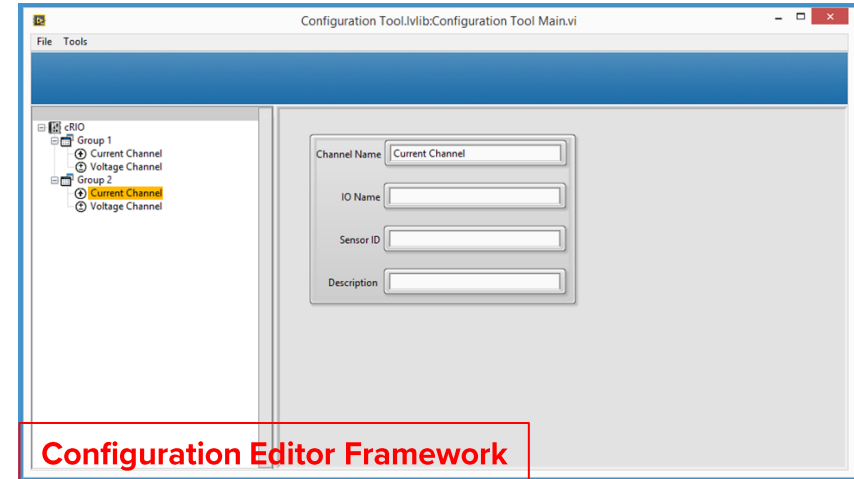 Configuration Tool.lvlib:Configuration Tool Main.vi
File Tools
cRIO
Group 1
Current Channel
Voltage Channel
Group 2
Current Channel
Voltage Channel
Channel Name Current Channel
IO Name
Sensor ID
Description
Configuration Editor Framework